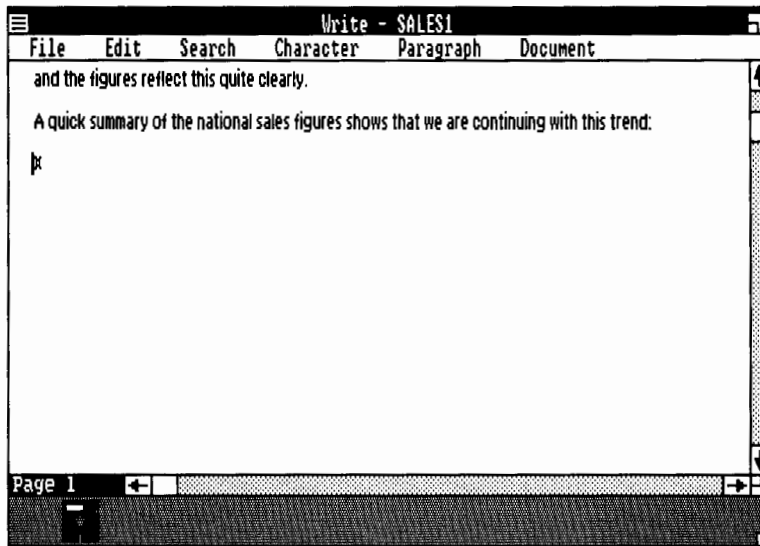 Write - SALES1
File Edit Search Character Paragraph Document
and the figures reflect this quite clearly.
A quick summary of the national sales figures shows that we are continuing with this trend:
Page 1